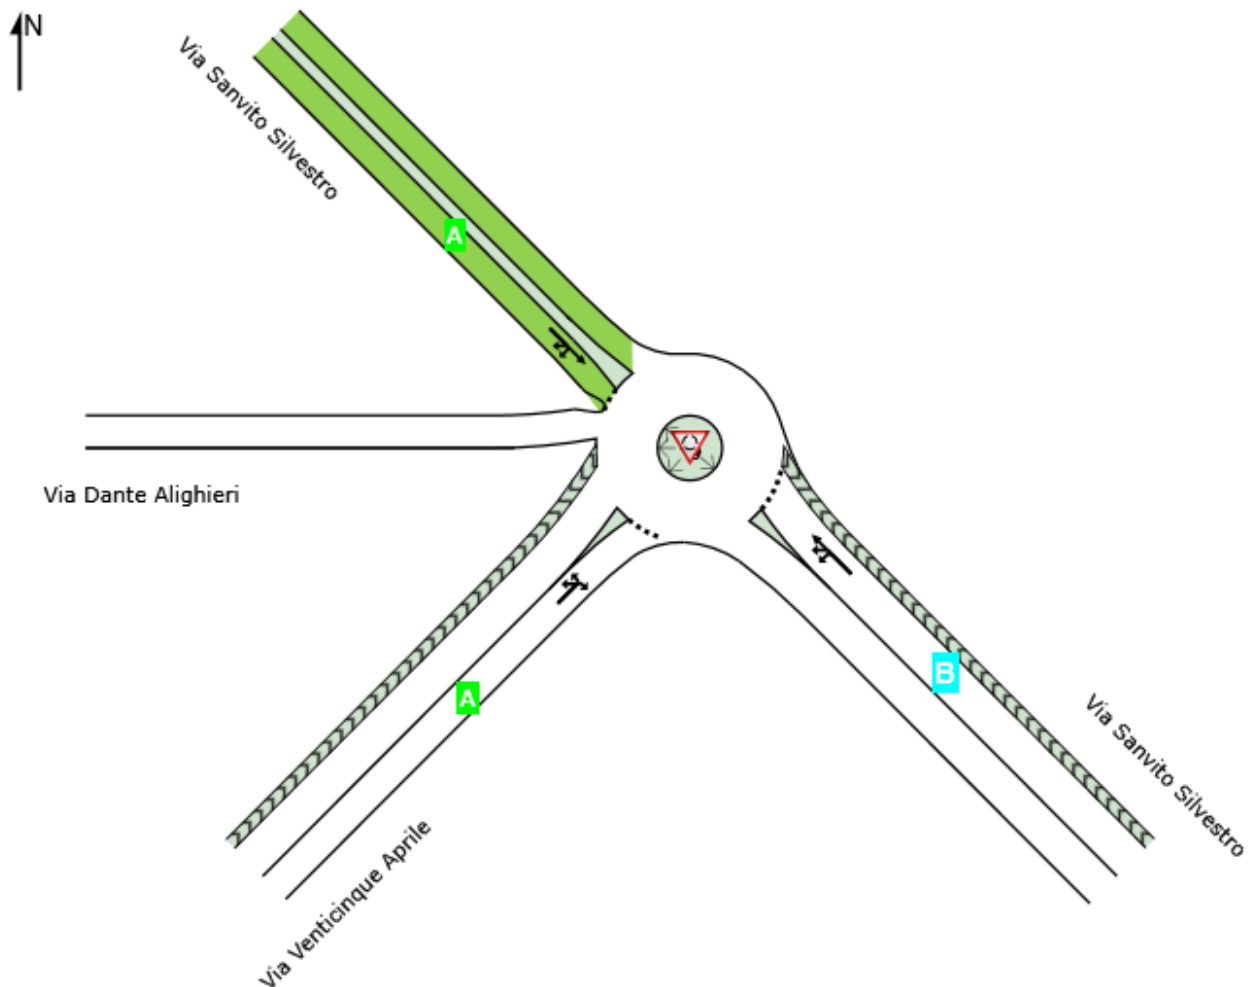 N
Via Sanvito Silvestro
A
Via Dante Alighieri
A
B
Via Sanvito Silvestro
Via Venticinque Aprile